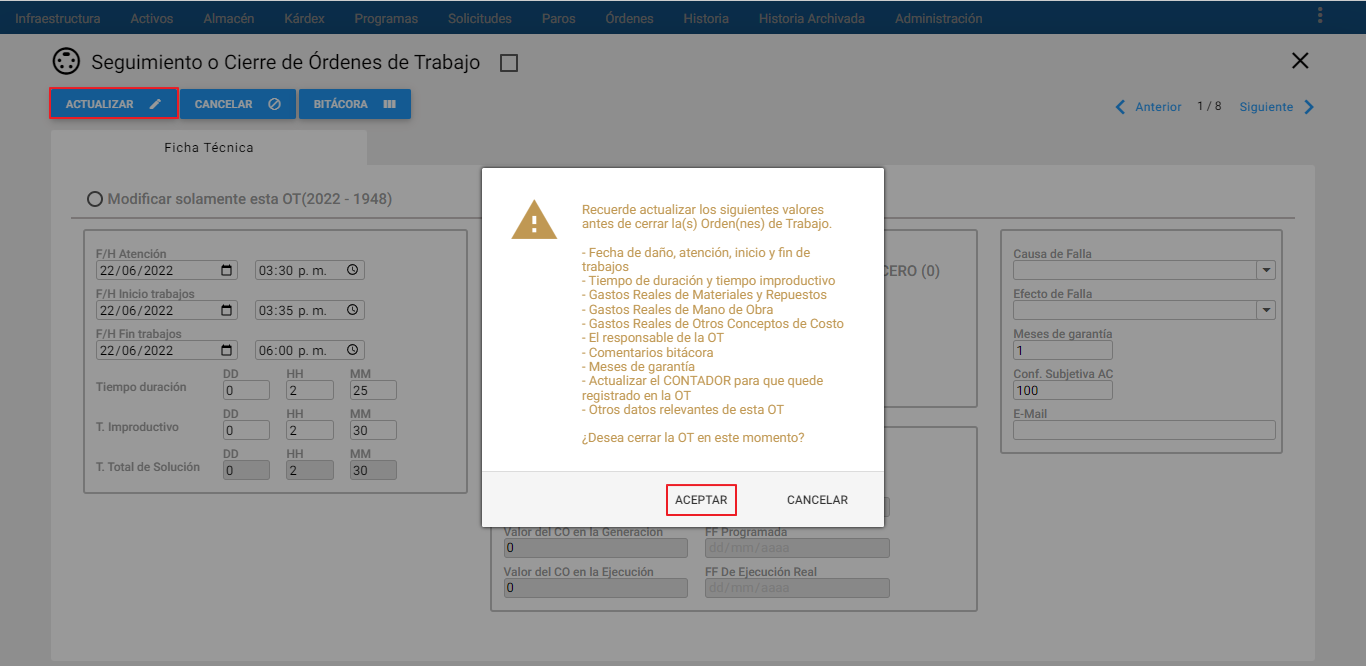 Infraestructura Activos Almacén Kárdex Programas Solicitudes Paros Órdenes Historia Historia Archivada Administración
Seguimiento o Cierre de Órdenes de Trabajo
ACTUALIZAR CANCELAR BITÁCORA
Anterior 1 / 8 Siguiente
Ficha Técnica
Modificar solamente esta OT(2022 - 1948)
F/H Atención
22/06/2022 03:30 p. m.
F/H Inicio trabajos
22/06/2022 03:35 p. m.
F/H Fin trabajos
22/06/2022 06:00 p. m.
DD HH MM
Tiempo duración 0 2 25
DD HH MM
T. Improductivo 0 2 30
DD HH MM
T. Total de Solución 0 2 30
Recuerde actualizar los siguientes valores
antes de cerrar la(s) Orden(nes) de Trabajo.
- Fecha de daño, atención, inicio y fin de
trabajos
- Tiempo de duración y tiempo improductivo
- Gastos Reales de Materiales y Repuestos
- Gastos Reales de Mano de Obra
- Gastos Reales de Otros Conceptos de Costo
- El responsable de la OT
- Comentarios bitácora
- Meses de garantía
- Actualizar el CONTADOR para que quede
registrado en la OT
- Otros datos relevantes de esta OT
¿Desea cerrar la OT en este momento?
ACEPTAR CANCELAR
CERO (0)
Valor del CO en la Generación FF Programada
0 dd/mm/aaaa
Valor del CO en la Ejecución FF De Ejecución Real
0 dd/mm/aaaa
Causa de Falla
Efecto de Falla
Meses de garantía
1
Conf. Subjetiva AC
100
E-Mail